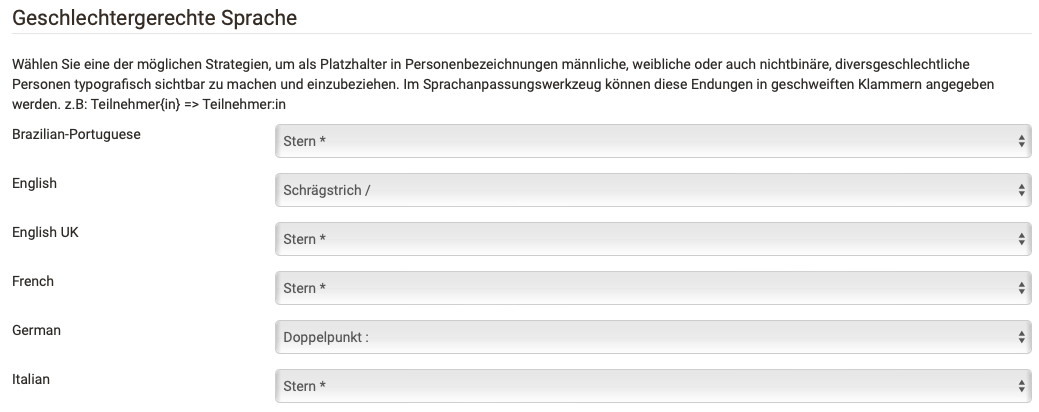 Geschlechtergerechte Sprache
Wählen Sie eine der möglichen Strategien, um als Platzhalter in Personenbezeichnungen männliche, weibliche oder auch nichtbinäre, diversgeschlechtliche
Personen typografisch sichtbar zu machen und einzubeziehen. Im Sprachanpassungswerkzeug können diese Endungen in geschweiften Klammern angegeben
werden. z.B: Teilnehmer{in} => Teilnehmer:in
Brazilian-Portuguese
Stern *
English
Schrägstrich /
English UK
Stern *
French
Stern *
German
Doppelpunkt :
Italian
Stern *